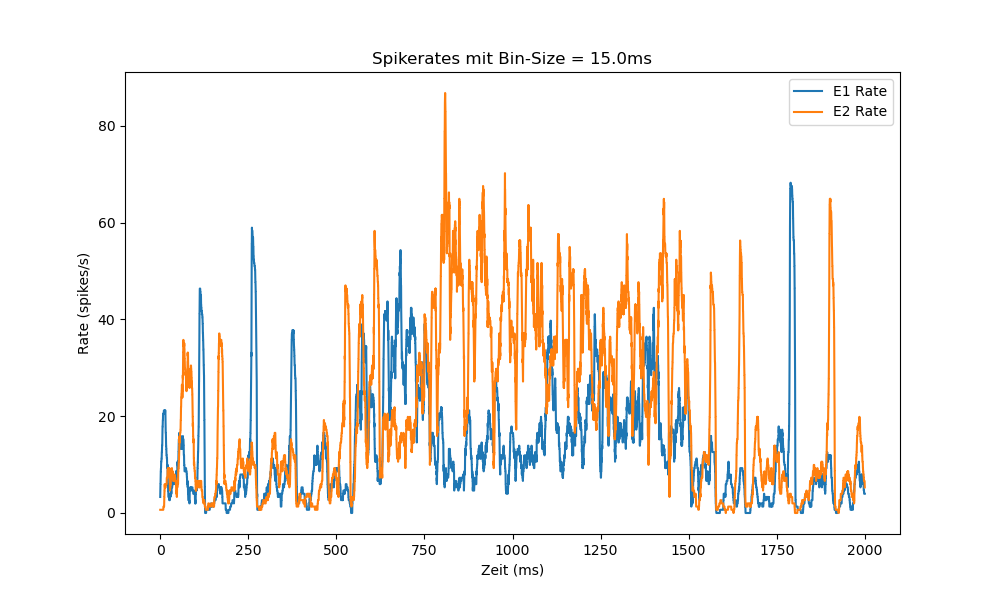 Spikerates mit Bin-Size = 15.0ms
E1 Rate
E2 Rate
Rate (spikes/s)
80
60
40
20
0
0 250 500 750 1000 1250 1500 1750 2000
Zeit (ms)